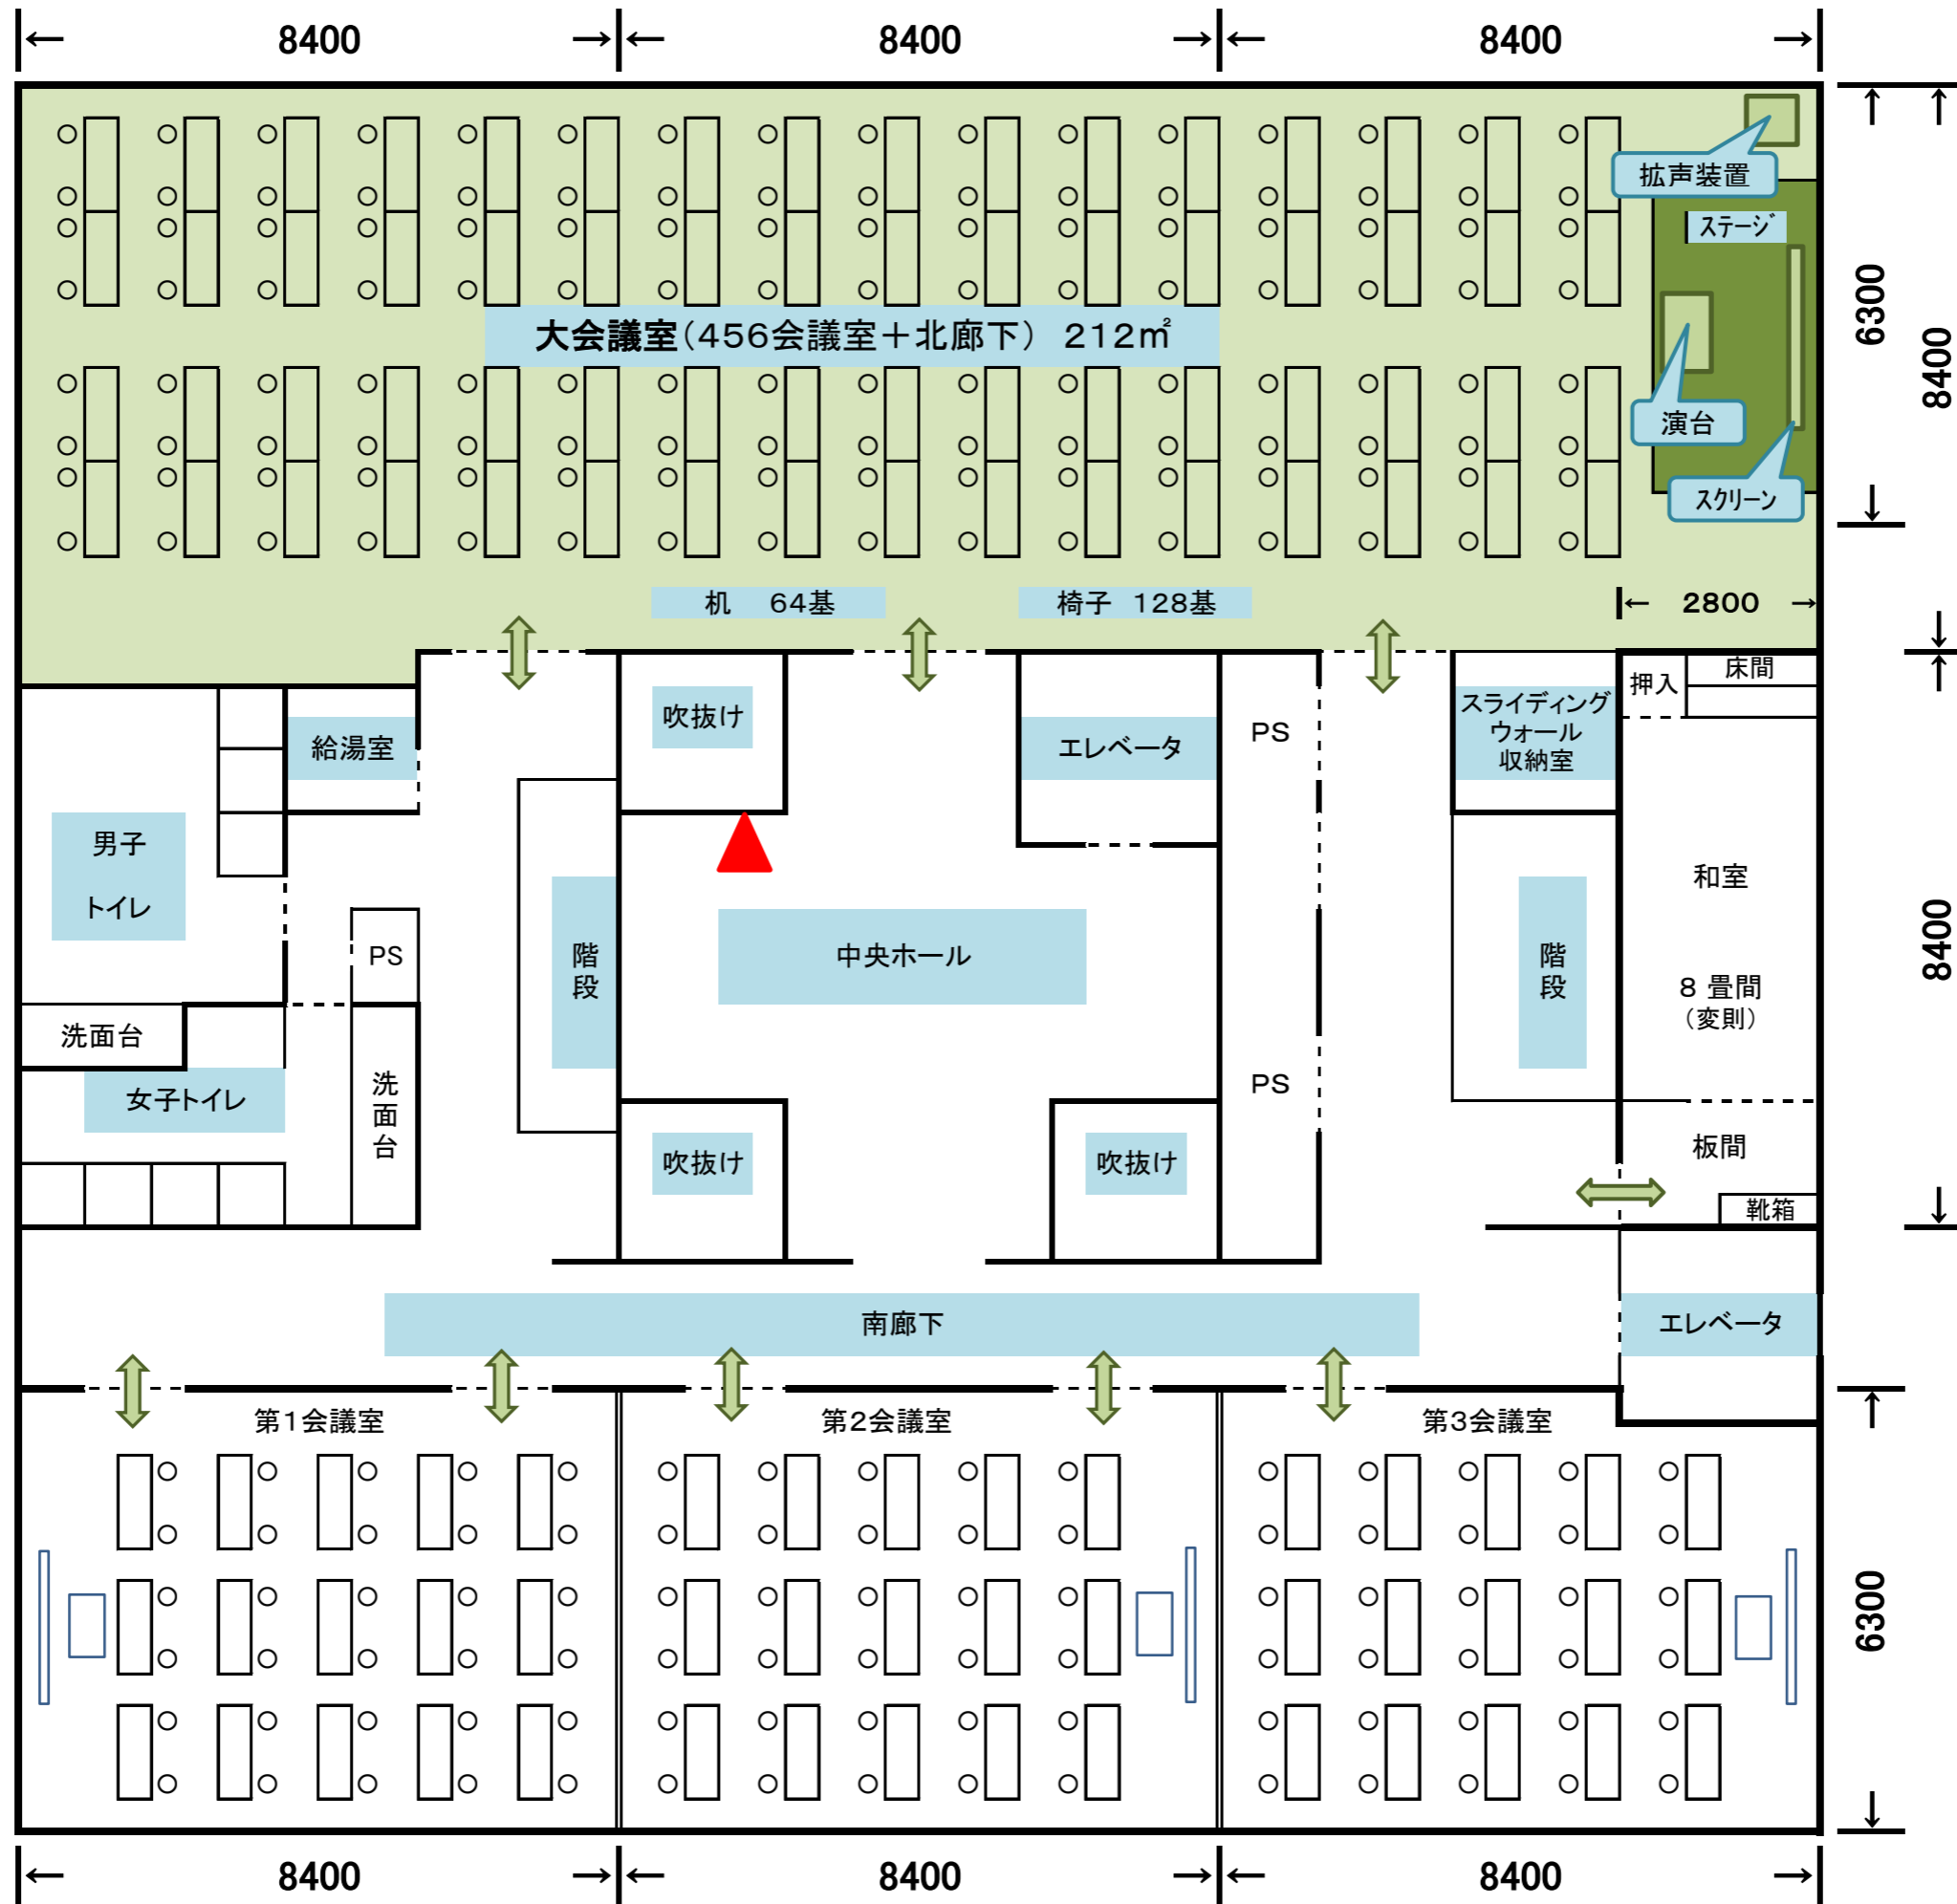 ← 8400 →
← 8400 →
← 8400 →
拡声装置
ステージ
6300
8400
大会議室(456会議室＋北廊下) 212㎡
演台
スクリーン
机 64基
椅子 128基
← 2800 →
押入
床間
吹抜け
PS
スライディング
ウォール
収納室
給湯室
エレベータ
男子
トイレ
和室
8400
PS
階段
中央ホール
階段
8 畳間
(変則)
洗面台
女子トイレ
洗面台
PS
吹抜け
吹抜け
板間
靴箱
南廊下
エレベータ
第1会議室
第2会議室
第3会議室
6300
← 8400 →
← 8400 →
← 8400 →